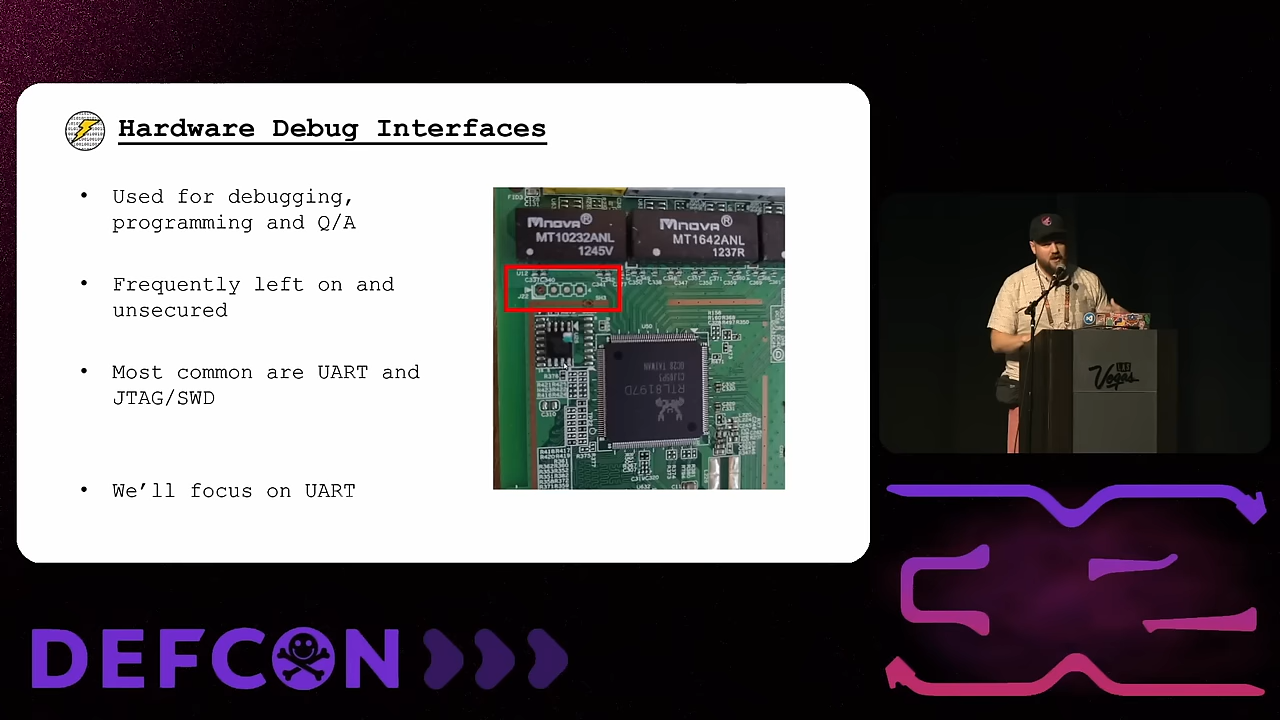 Hardware Debug Interfaces
• Used for debugging,
programming and Q/A
• Frequently left on and
unsecured
• Most common are UART and
JTAG/SWD
• We’ll focus on UART
MNOVA®
MT10232ANL
1245V
MNOVA®
MT1642ANL
1237R
RTL8197D
Vegas
DEFCON